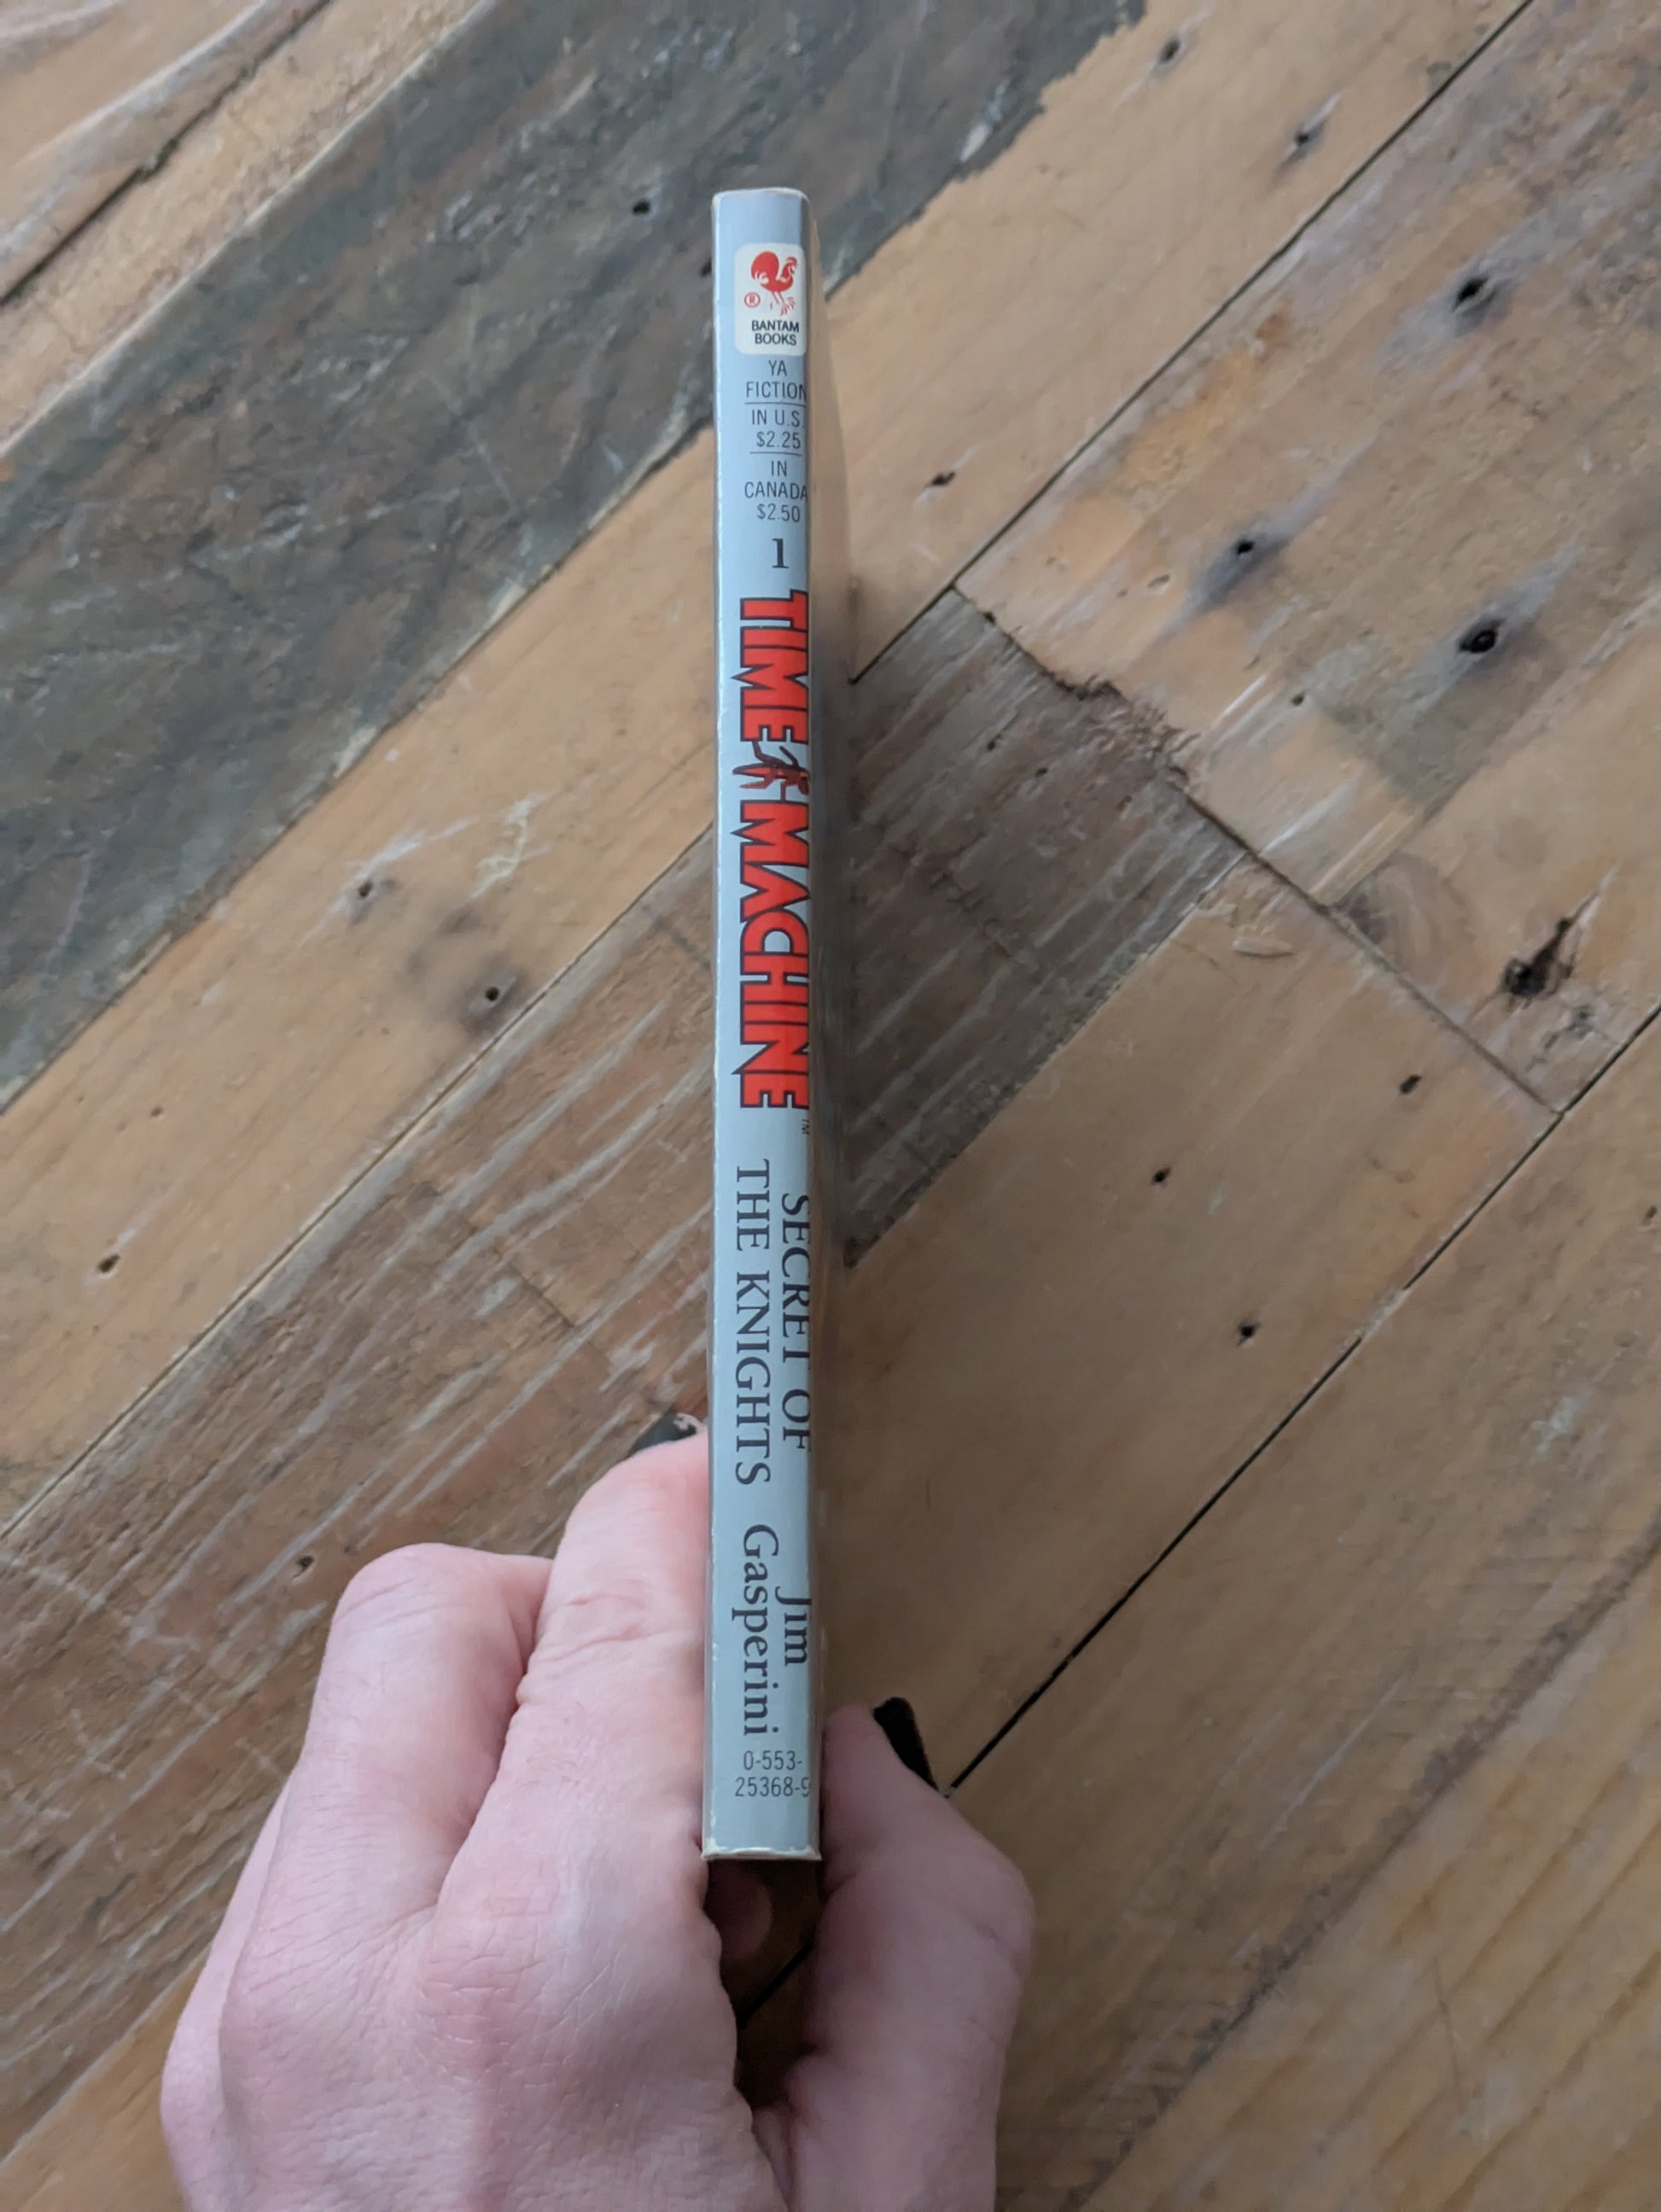 ®
BANTAM
BOOKS
YA
FICTION
IN U.S.
$2.25
IN
CANADA
$2.50
1
TIME MACHINE™
SECRET OF
THE KNIGHTS
Jim
Gasperini
0-553-
25368-9